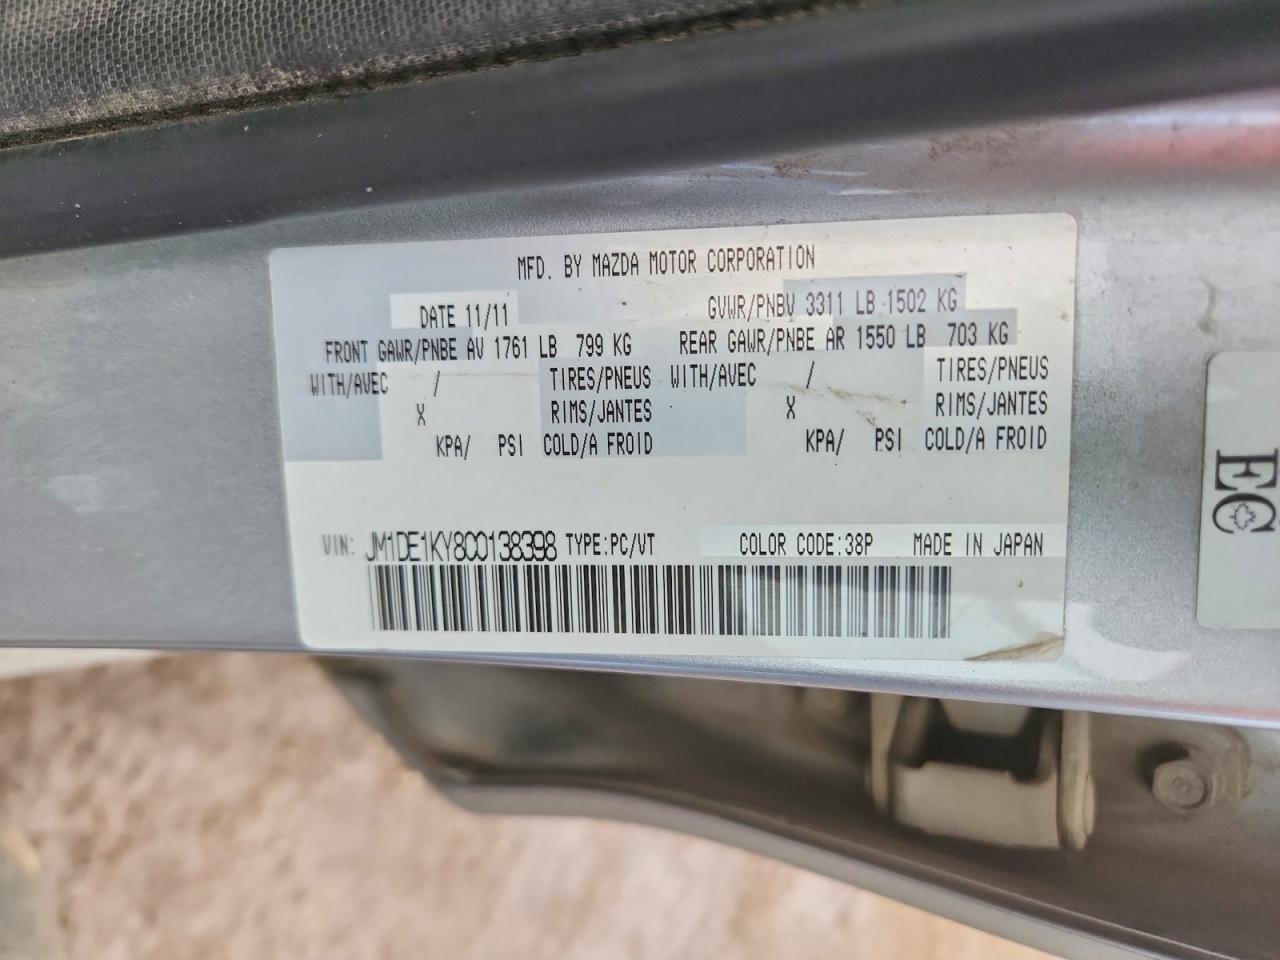 MFD. BY MAZDA MOTOR CORPORATION
DATE 11/11 GVWR/PNBV 3311 LB 1502 KG
FRONT GAWR/PNBE AV 1761 LB 799 KG REAR GAWR/PNBE AR 1550 LB 703 KG
WITH/AVEC / TIRES/PNEUS WITH/AVEC / TIRES/PNEUS
X RIMS/JANTES X RIMS/JANTES
KPA/ PSI COLD/A FROID KPA/ PSI COLD/A FROID
VIN: JM1DE1KY8C0138398 TYPE:PC/VT COLOR CODE:38P MADE IN JAPAN
EC